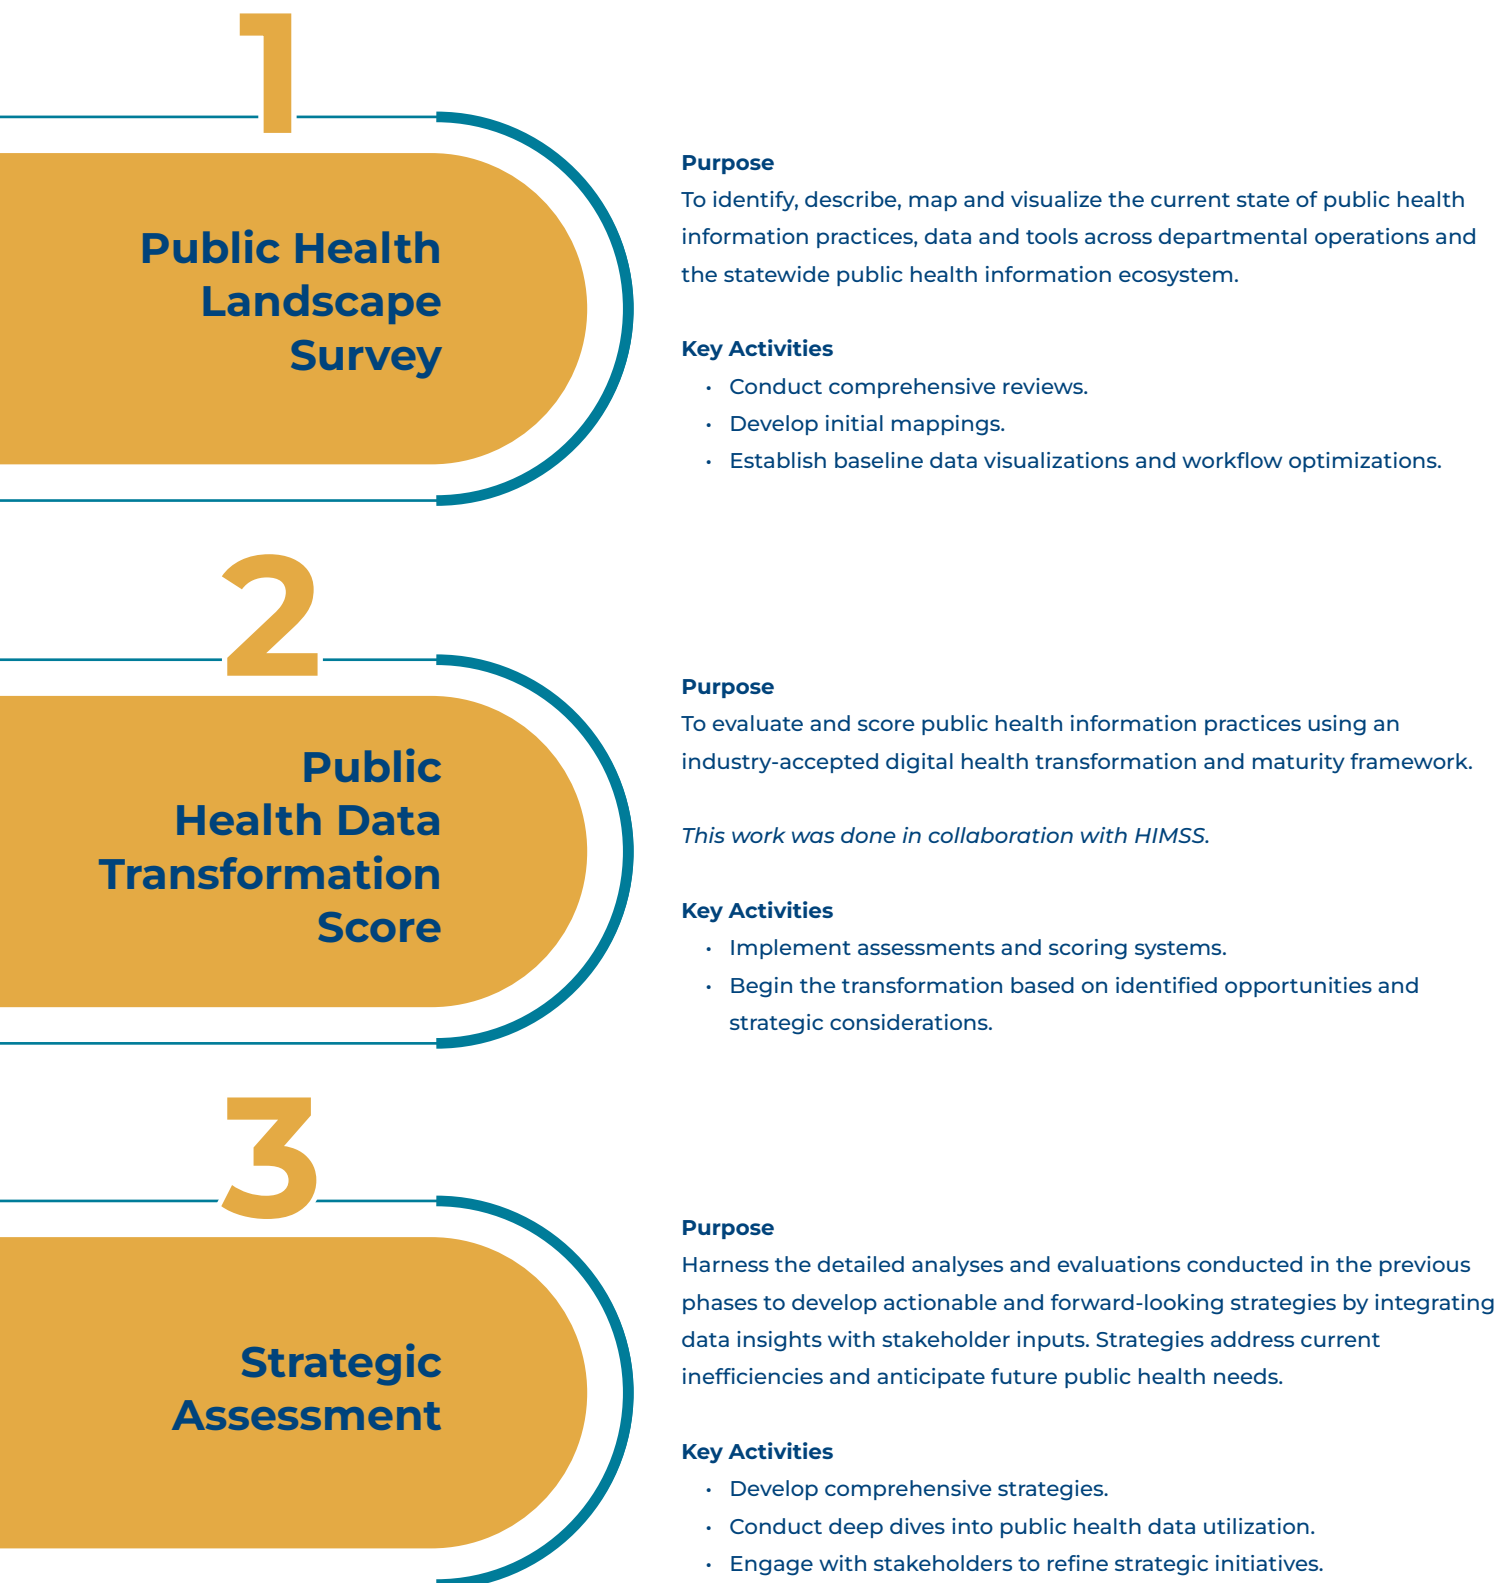 1
Public Health
Landscape
Survey
Purpose
To identify, describe, map and visualize the current state of public health
information practices, data and tools across departmental operations and
the statewide public health information ecosystem.
Key Activities
• Conduct comprehensive reviews.
• Develop initial mappings.
• Establish baseline data visualizations and workflow optimizations.
2
Public
Health Data
Transformation
Score
Purpose
To evaluate and score public health information practices using an
industry-accepted digital health transformation and maturity framework.
This work was done in collaboration with HIMSS.
Key Activities
• Implement assessments and scoring systems.
• Begin the transformation based on identified opportunities and
strategic considerations.
3
Strategic
Assessment
Purpose
Harness the detailed analyses and evaluations conducted in the previous
phases to develop actionable and forward-looking strategies by integrating
data insights with stakeholder inputs. Strategies address current
inefficiencies and anticipate future public health needs.
Key Activities
• Develop comprehensive strategies.
• Conduct deep dives into public health data utilization.
• Engage with stakeholders to refine strategic initiatives.